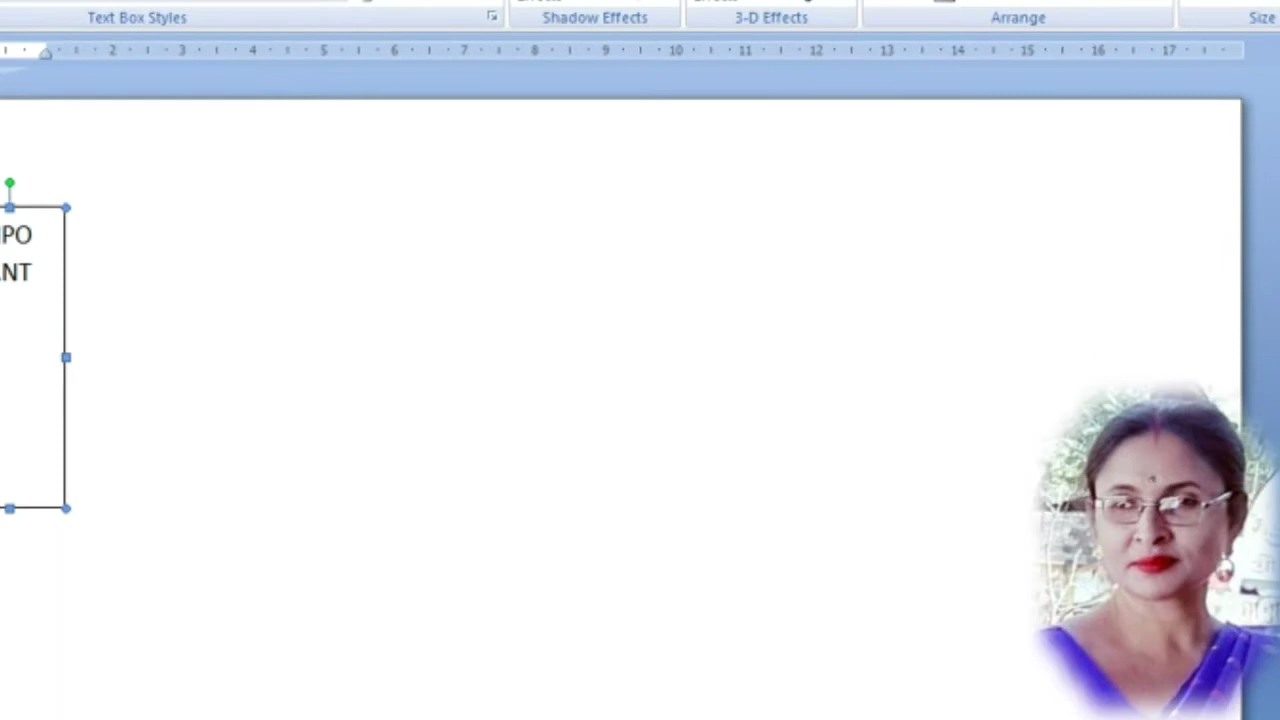 Text Box Styles
Shadow Effects
3-D Effects
Arrange
Size
2 3 4 5 6 7 8 9 10 11 12 13 14 15 16 17
PO
NT